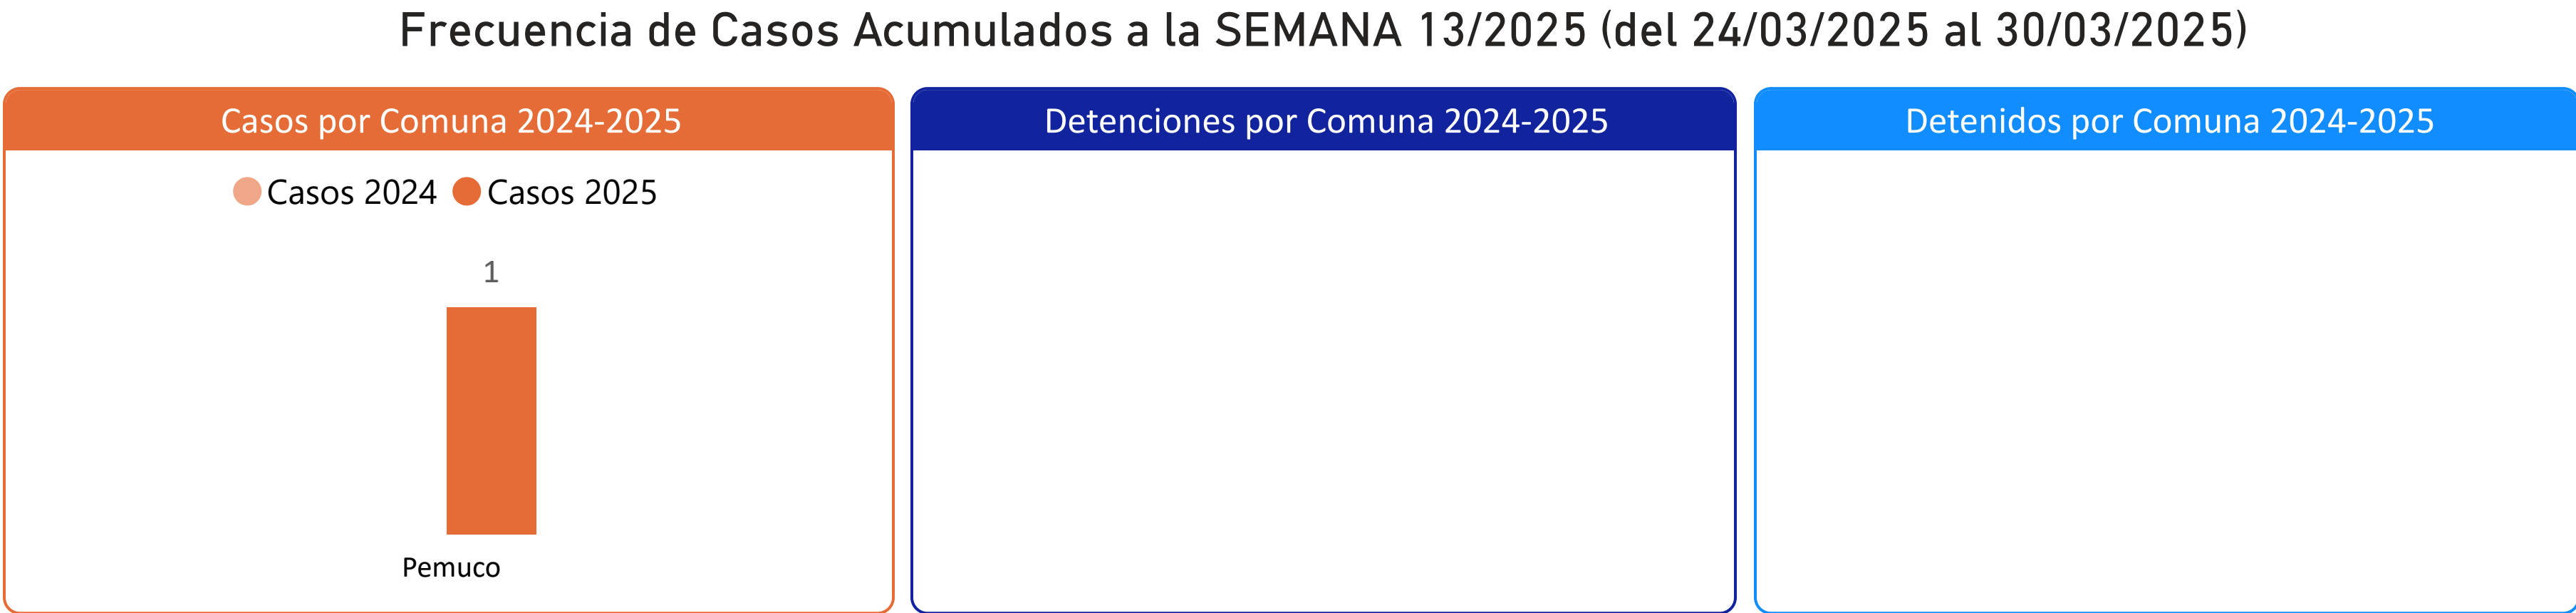 Frecuencia de Casos Acumulados a la SEMANA 13/2025 (del 24/03/2025 al 30/03/2025)
Casos por Comuna 2024-2025
Casos 2024 Casos 2025
1
Pemuco
Detenciones por Comuna 2024-2025
Detenidos por Comuna 2024-2025